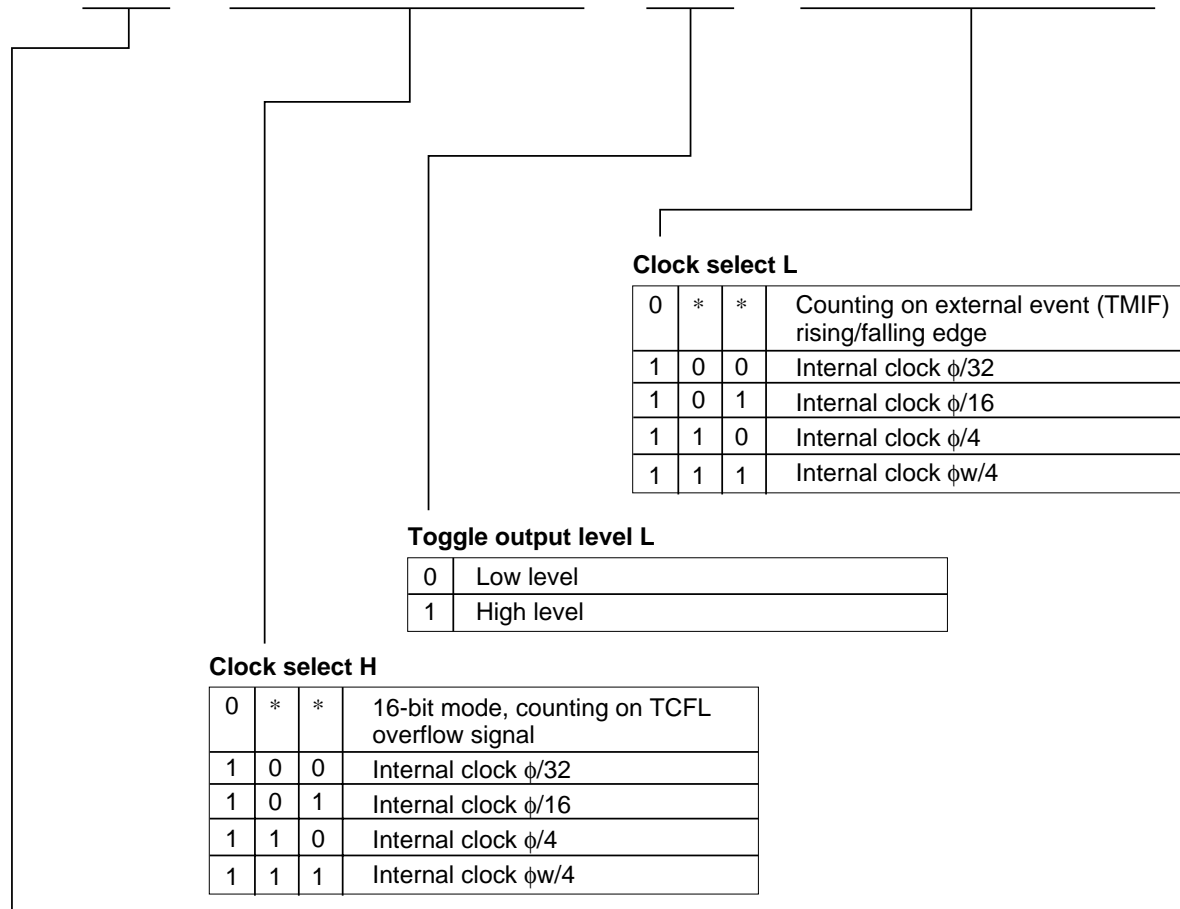 Clock select L
0 * * Counting on external event (TMIF)
rising/falling edge
1 0 0 Internal clock ϕ/32
1 0 1 Internal clock ϕ/16
1 1 0 Internal clock ϕ/4
1 1 1 Internal clock ϕw/4
Toggle output level L
0 Low level
1 High level
Clock select H
0 * * 16-bit mode, counting on TCFL
overflow signal
1 0 0 Internal clock ϕ/32
1 0 1 Internal clock ϕ/16
1 1 0 Internal clock ϕ/4
1 1 1 Internal clock ϕw/4